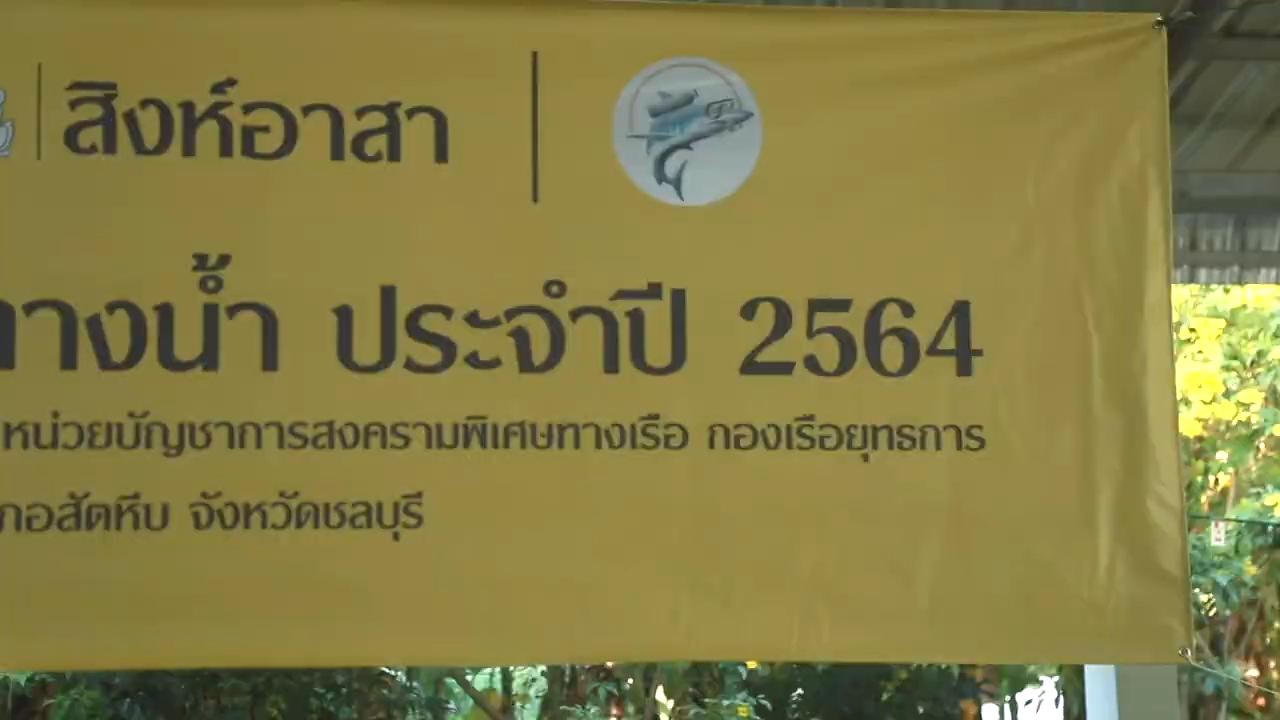 สิงห์อาสา
ทางน้ำ ประจำปี 2564
หน่วยบัญชาการสงครามพิเศษทางเรือ กองเรือยุทธการ
สัตหีบ จังหวัดชลบุรี